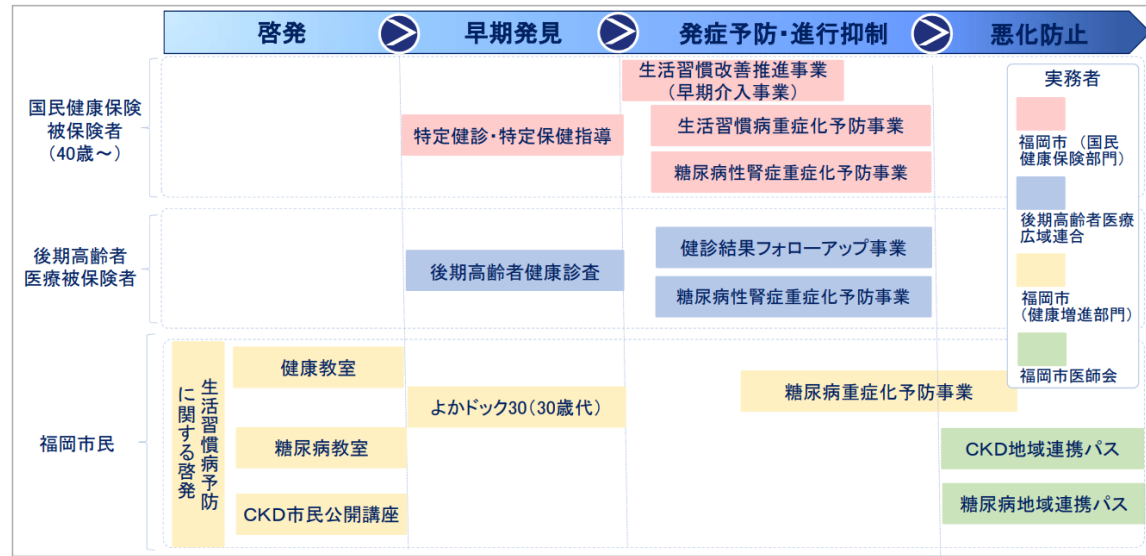 啓発
早期発見
発症予防・進行抑制
悪化防止
国民健康保険
被保険者
（40歳～）
生活習慣改善推進事業
（早期介入事業）
特定健診・特定保健指導
生活習慣病重症化予防事業
糖尿病性腎症重症化予防事業
後期高齢者
医療被保険者
健診結果フォローアップ事業
後期高齢者健康診査
糖尿病性腎症重症化予防事業
福岡市民
生活習慣病予防
に関する啓発
健康教室
糖尿病教室
CKD市民公開講座
よかドック30（30歳代）
糖尿病重症化予防事業
CKD地域連携パス
糖尿病地域連携パス
実務者
福岡市 （国民
健康保険部門）
後期高齢者医療
広域連合
福岡市
（健康増進部門）
福岡市医師会